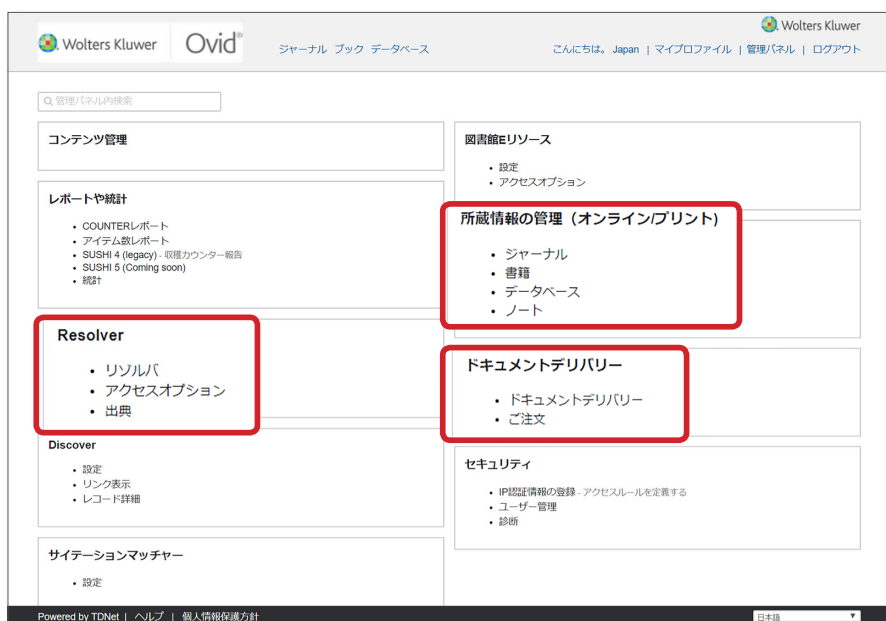 Wolters Kluwer
Wolters Kluwer Ovid®
ジャーナル ブック データベース
こんにちは。 Japan | マイプロファイル | 管理パネル | ログアウト
管理パネル内検索
コンテンツ管理
レポートや統計
• COUNTERレポート
• アイテム数レポート
• SUSHI 4 (legacy) - 収穫カウンター報告
• SUSHI 5 (Coming soon)
• 統計
Resolver
• リゾルバ
• アクセスオプション
• 出典
Discover
• 設定
• リンク表示
• レコード詳細
サイテーションマッチャー
• 設定
図書館Eリソース
• 設定
• アクセスオプション
所蔵情報の管理（オンライン/プリント)
• ジャーナル
• 書籍
• データベース
• ノート
ドキュメントデリバリー
• ドキュメントデリバリー
• ご注文
セキュリティ
• IP認証情報の登録 - アクセスルールを定義する
• ユーザー管理
• 診断
Powered by TDNet | ヘルプ | 個人情報保護方針
日本語